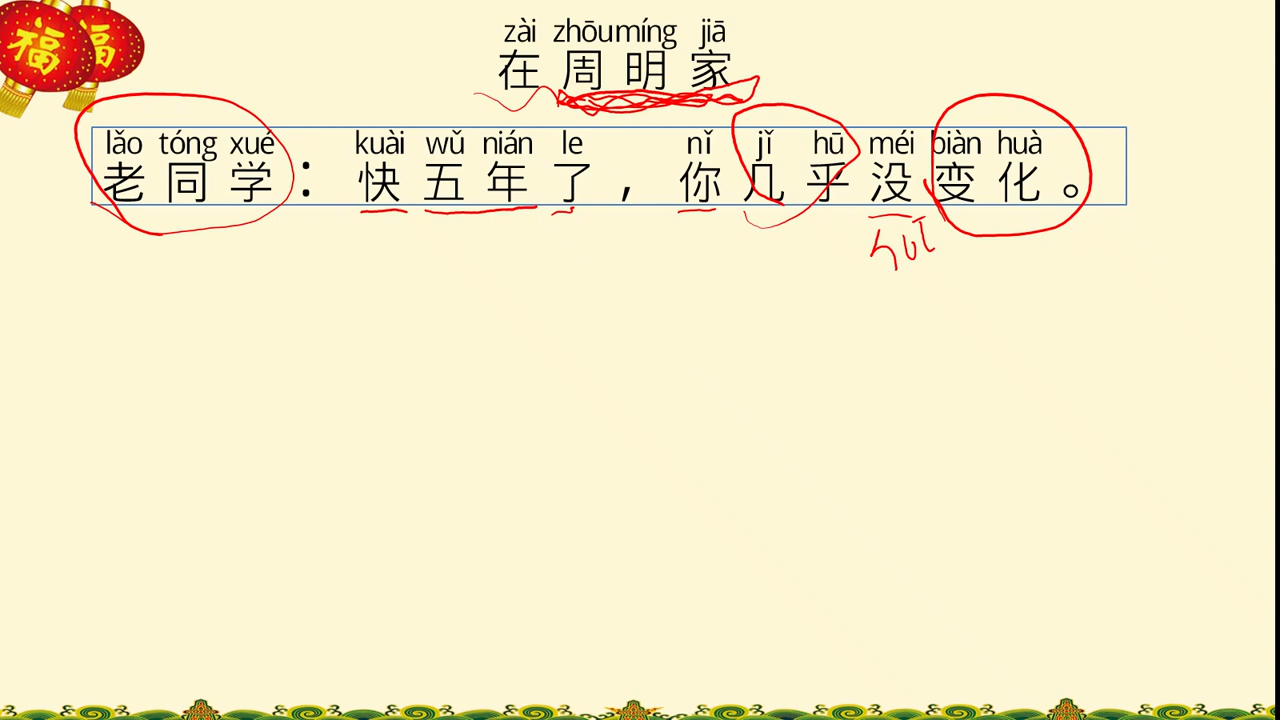 福 福
zài zhōumíng jiā
在周明家
lǎo tóng xué kuài wǔ nián le nǐ jǐ hū méi biàn huà
老同学：快五年了，你几乎没变化。